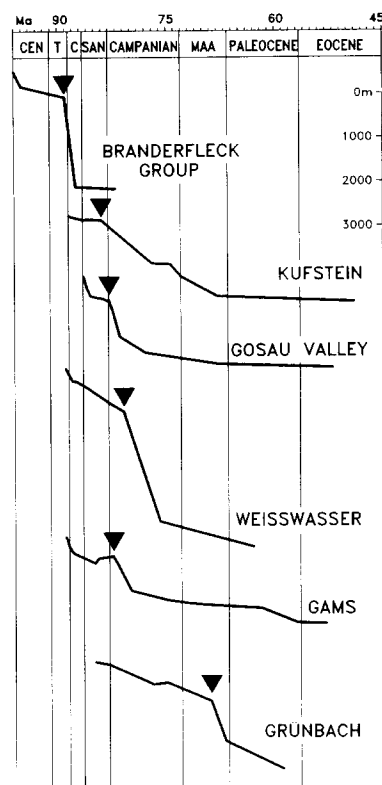 Ma 90 75 60 45
CEN T C SAN CAMPANIAN MAA PALEOCENE EOCENE
0m
1000
BRANDERFLECK
GROUP
2000
3000
KUFSTEIN
GOSAU VALLEY
WEISSWASSER
GAMS
GRÜNBACH